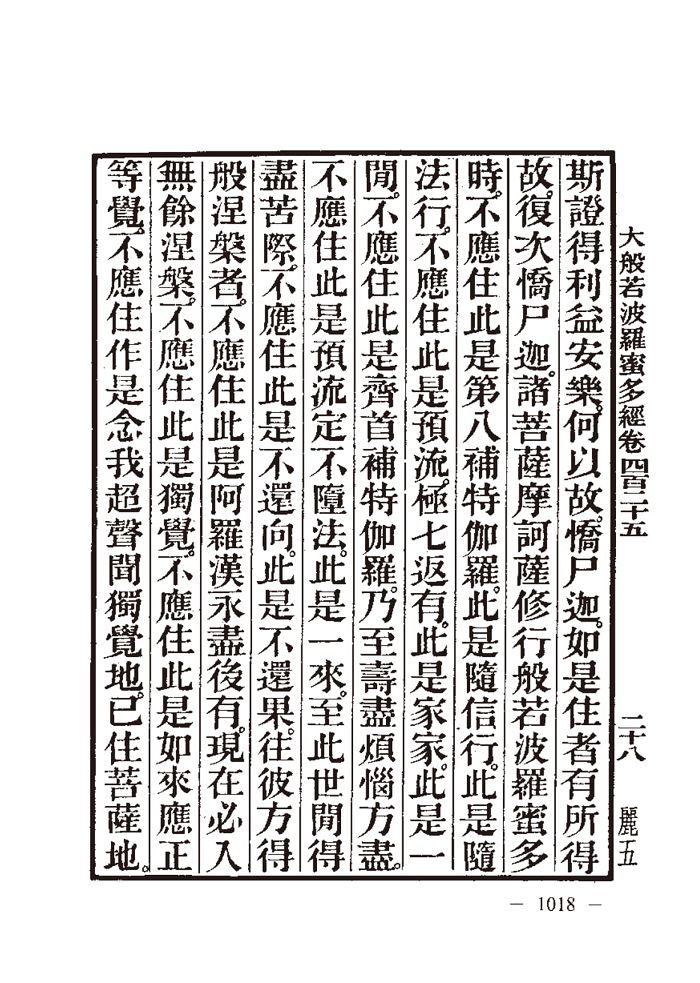 大般若波羅蜜多經卷四百二十五
二十八
麗五
斯證得利益安樂。何以故。憍尸迦。如是住者有所得
故。復次憍尸迦。諸菩薩摩訶薩修行般若波羅蜜多
時。不應住此是第八補特伽羅。此是隨信行。此是隨
法行。不應住此是預流。極七返有。此是家家。此是一
閒。不應住此是齊首補特伽羅。乃至壽盡煩惱方盡。
不應住此是預流定不墮法。此是一來。至此世閒得
盡苦際。不應住此是不還向。此是不還果。往彼方得
般涅槃者。不應住此是阿羅漢永盡後有。現在必入
無餘涅槃。不應住此是獨覺。不應住此是如來應正
等覺。不應住作是念我超聲聞獨覺地。已住菩薩地。
— 1018 —